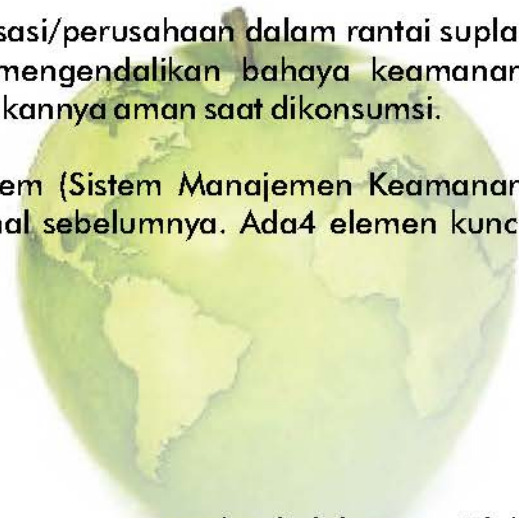 sasi/perusahaan dalam rantai supla
mengendalikan bahaya keamanan
kannya aman saat dikonsumsi.
em (Sistem Manajemen Keamanan
al sebelumnya. Ada4 elemen kunc